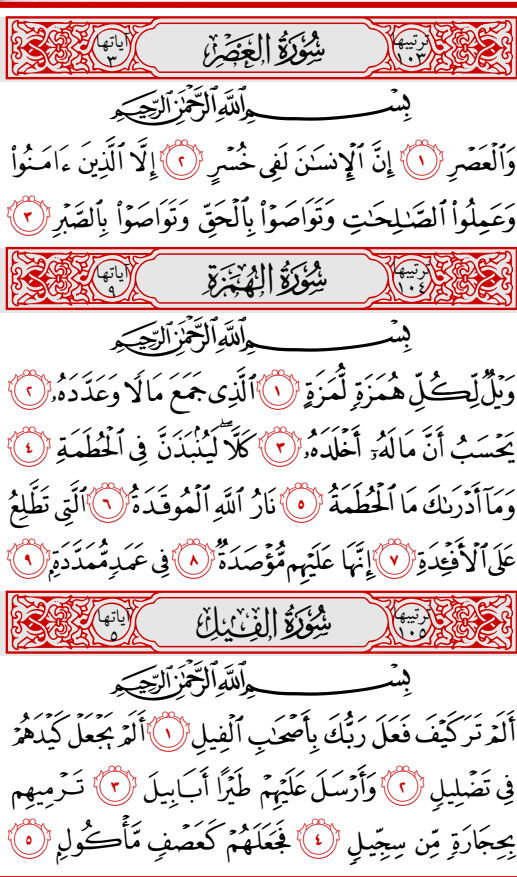 ترتيبها ١٠٣ سُورَةُ العَصْرِ آياتها ٣
بِسْمِ ٱللَّهِ ٱلرَّحْمَٰنِ ٱلرَّحِيمِ
وَٱلْعَصْرِ ١ إِنَّ ٱلْإِنسَٰنَ لَفِى خُسْرٍ ٢ إِلَّا ٱلَّذِينَ ءَامَنُوا۟
وَعَمِلُوا۟ ٱلصَّٰلِحَٰتِ وَتَوَاصَوْا۟ بِٱلْحَقِّ وَتَوَاصَوْا۟ بِٱلصَّبْرِ ٣
ترتيبها ١٠٤ سُورَةُ الهُمَزَةِ آياتها ٩
بِسْمِ ٱللَّهِ ٱلرَّحْمَٰنِ ٱلرَّحِيمِ
وَيْلٌ لِّكُلِّ هُمَزَةٍ لُّمَزَةٍ ١ ٱلَّذِى جَمَعَ مَالًا وَعَدَّدَهُۥ ٢
يَحْسَبُ أَنَّ مَالَهُۥٓ أَخْلَدَهُۥ ٣ كَلَّا ۖ لَيُنۢبَذَنَّ فِى ٱلْحُطَمَةِ ٤
وَمَآ أَدْرَىٰكَ مَا ٱلْحُطَمَةُ ٥ نَارُ ٱللَّهِ ٱلْمُوقَدَةُ ٦ ٱلَّتِى تَطَّلِعُ
عَلَى ٱلْأَفْـِٔدَةِ ٧ إِنَّهَا عَلَيْهِم مُّؤْصَدَةٌ ٨ فِى عَمَدٍ مُّمَدَّدَةٍۭ ٩
ترتيبها ١٠٥ سُورَةُ الفِيلِ آياتها ٥
بِسْمِ ٱللَّهِ ٱلرَّحْمَٰنِ ٱلرَّحِيمِ
أَلَمْ تَرَ كَيْفَ فَعَلَ رَبُّكَ بِأَصْحَٰبِ ٱلْفِيلِ ١ أَلَمْ يَجْعَلْ كَيْدَهُمْ
فِى تَضْلِيلٍ ٢ وَأَرْسَلَ عَلَيْهِمْ طَيْرًا أَبَابِيلَ ٣ تَرْمِيهِم
بِحِجَارَةٍ مِّن سِجِّيلٍ ٤ فَجَعَلَهُمْ كَعَصْفٍ مَّأْكُولٍۭ ٥